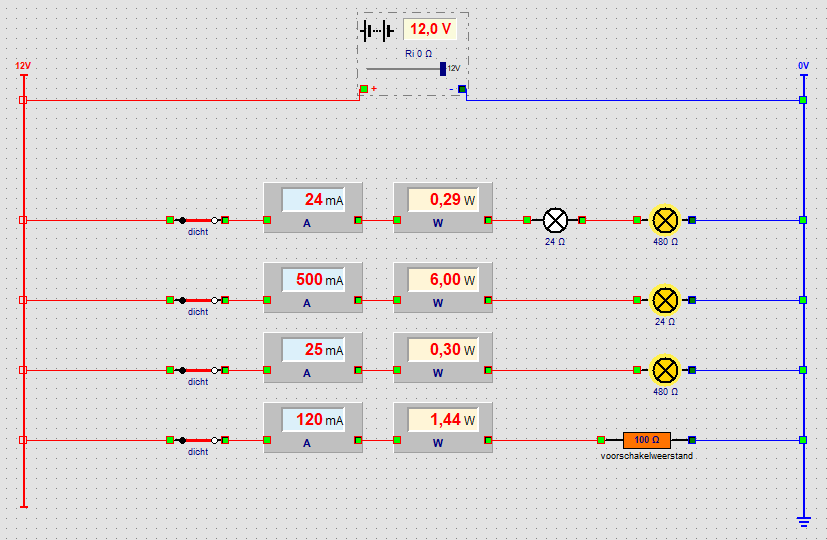 12,0 V
Ri 0 Ω
12V
+ -
12V
0V
24 mA
A
0,29 W
W
dicht
24 Ω
480 Ω
500 mA
A
6,00 W
W
dicht
24 Ω
25 mA
A
0,30 W
W
dicht
480 Ω
120 mA
A
1,44 W
W
100 Ω
dicht
voorschakelweerstand